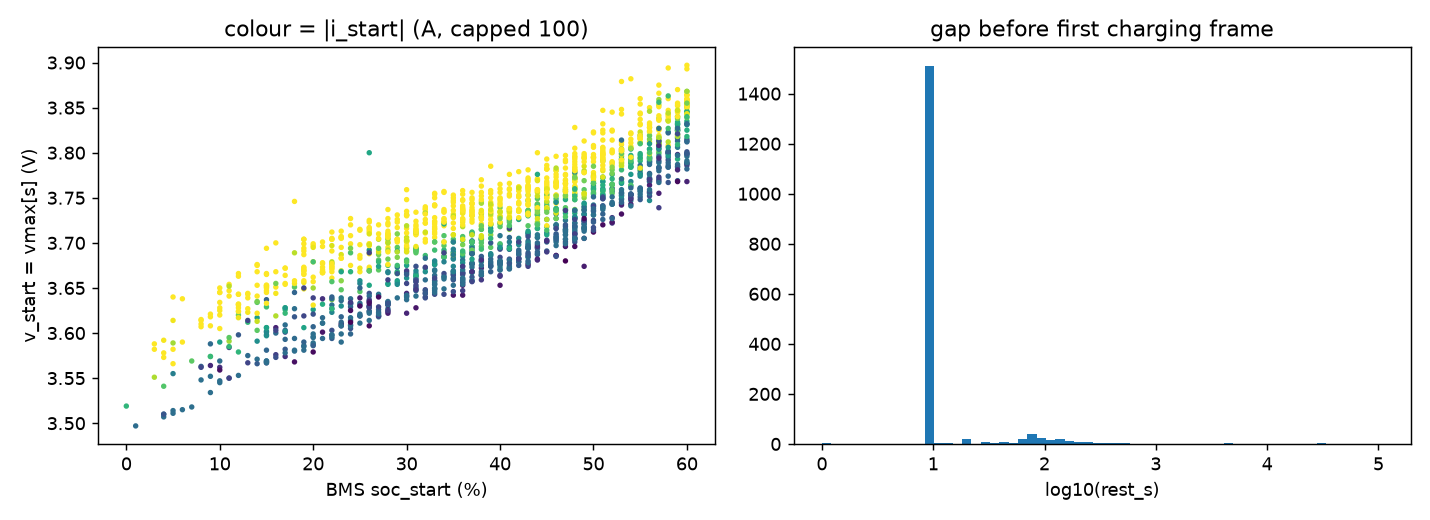 colour = |i_start| (A, capped 100)
3.90
3.85
3.80
3.75
3.70
3.65
3.60
3.55
3.50
v_start = vmax[s] (V)
0 10 20 30 40 50 60
BMS soc_start (%)
gap before first charging frame
1400
1200
1000
800
600
400
200
0
0 1 2 3 4 5
log10(rest_s)